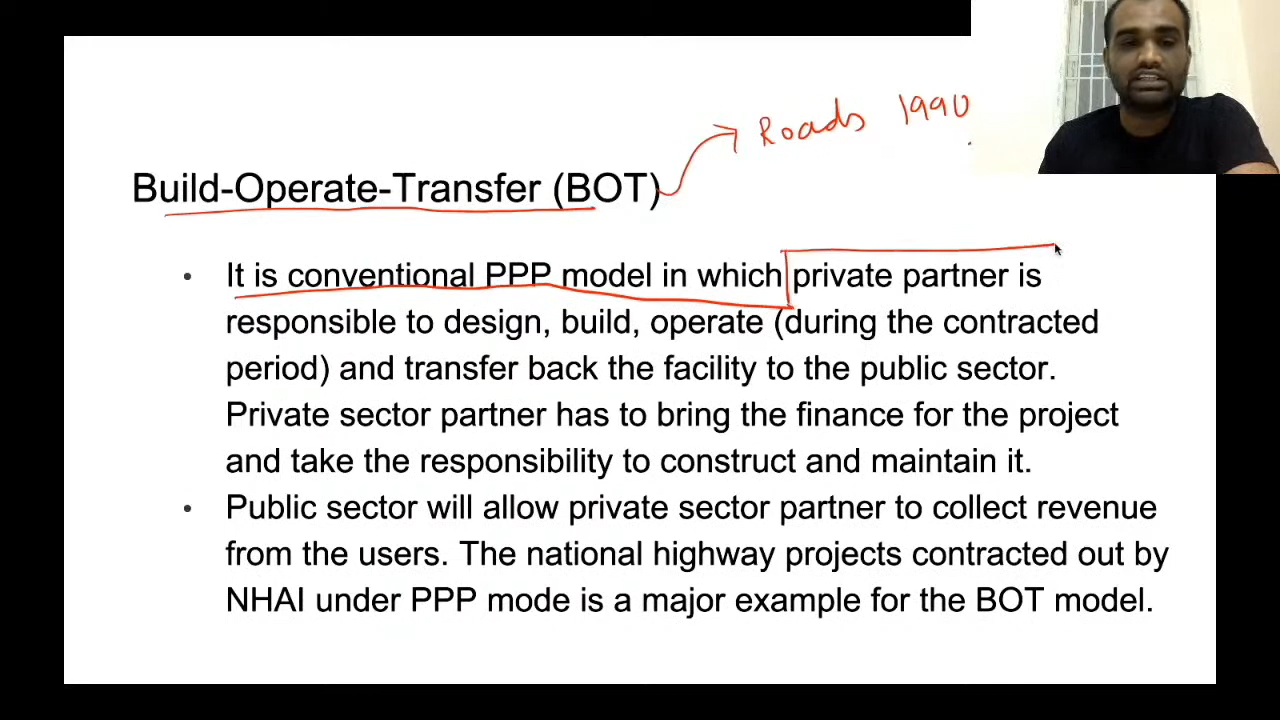 Roads 1990
Build-Operate-Transfer (BOT)
• It is conventional PPP model in which private partner is
responsible to design, build, operate (during the contracted
period) and transfer back the facility to the public sector.
Private sector partner has to bring the finance for the project
and take the responsibility to construct and maintain it.
• Public sector will allow private sector partner to collect revenue
from the users. The national highway projects contracted out by
NHAI under PPP mode is a major example for the BOT model.